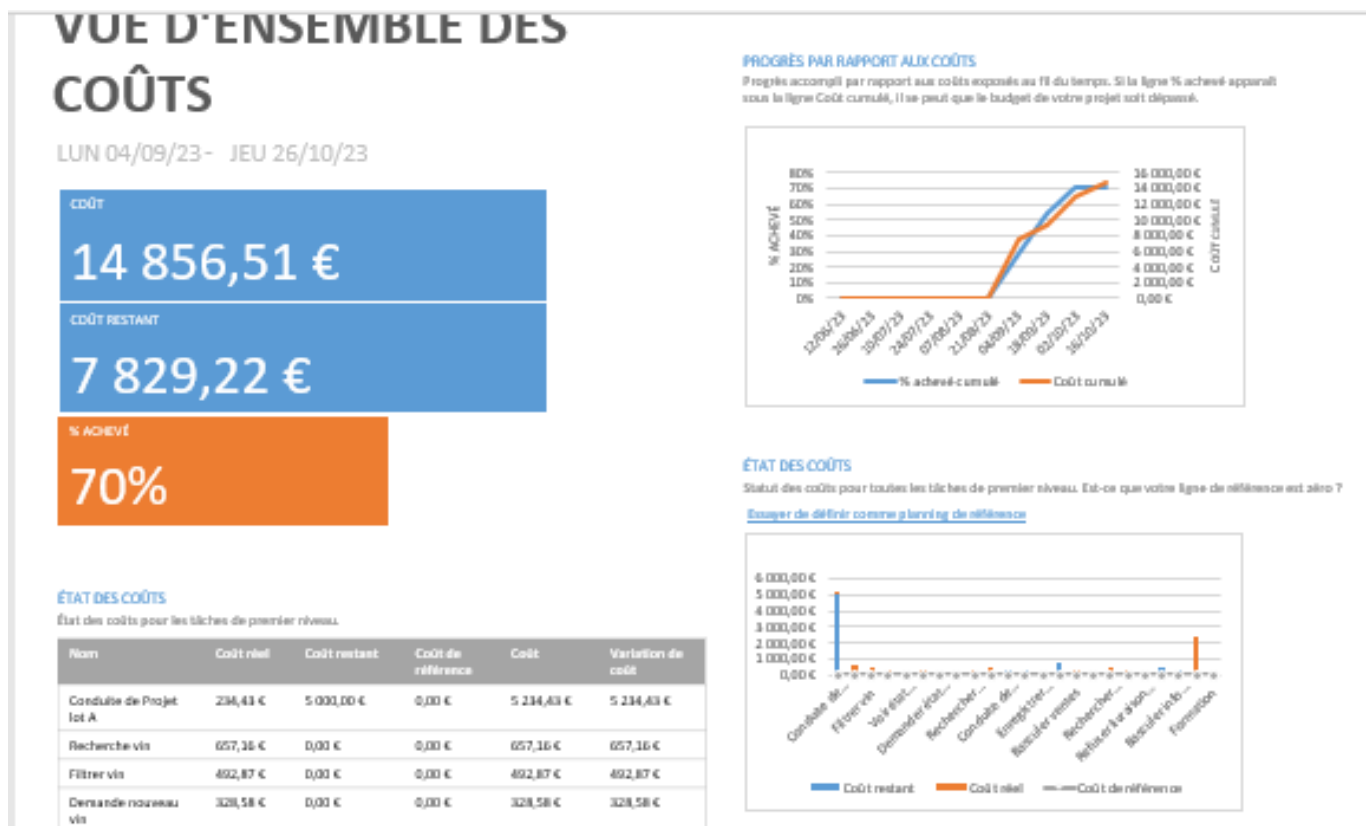 VUE D'ENSEMBLE DES
COÛTS
LUN 04/09/23 - JEU 26/10/23
COÛT
14 856,51 €
COÛT RESTANT
7 829,22 €
% ACHEVÉ
70%
ÉTAT DES COÛTS
État des coûts pour les tâches de premier niveau.
Nom Coût réel Coût restant Coût de référence Coût Variation de coût
Conduite de Projet lot A 234,43 € 5 000,00 € 0,00 € 5 234,43 € 5 234,43 €
Recherche vin 657,16 € 0,00 € 0,00 € 657,16 € 657,16 €
Filtrer vin 492,87 € 0,00 € 0,00 € 492,87 € 492,87 €
Demande nouveau vin 328,58 € 0,00 € 0,00 € 328,58 € 328,58 €
PROGRÈS PAR RAPPORT AUX COÛTS
Progrès accompli par rapport aux coûts exposés au fil du temps. Si la ligne % achevé apparaît
sous la ligne Coût cumulé, il se peut que le budget de votre projet soit dépassé.
% ACHEVÉ
80%
70%
60%
50%
40%
30%
20%
10%
0%
16 000,00 €
14 000,00 €
12 000,00 €
10 000,00 €
8 000,00 €
6 000,00 €
4 000,00 €
2 000,00 €
0,00 €
COÛT CUMULÉ
12/06/23
26/06/23
10/07/23
24/07/23
07/08/23
21/08/23
04/09/23
18/09/23
02/10/23
16/10/23
% achevé cumulé
Coût cumulé
ÉTAT DES COÛTS
Statut des coûts pour toutes les tâches de premier niveau. Est-ce que votre ligne de référence est zéro ?
Essayer de définir comme planning de référence
6 000,00 €
5 000,00 €
4 000,00 €
3 000,00 €
2 000,00 €
1 000,00 €
0,00 €
Conduite de...
Filtrer vin
Voir état...
Demander état...
Rechercher...
Conduite de...
Enregistrer...
Basculer ventes
Rechercher...
Refuser livraison...
Basculer info...
Formation
Coût restant
Coût réel
Coût de référence